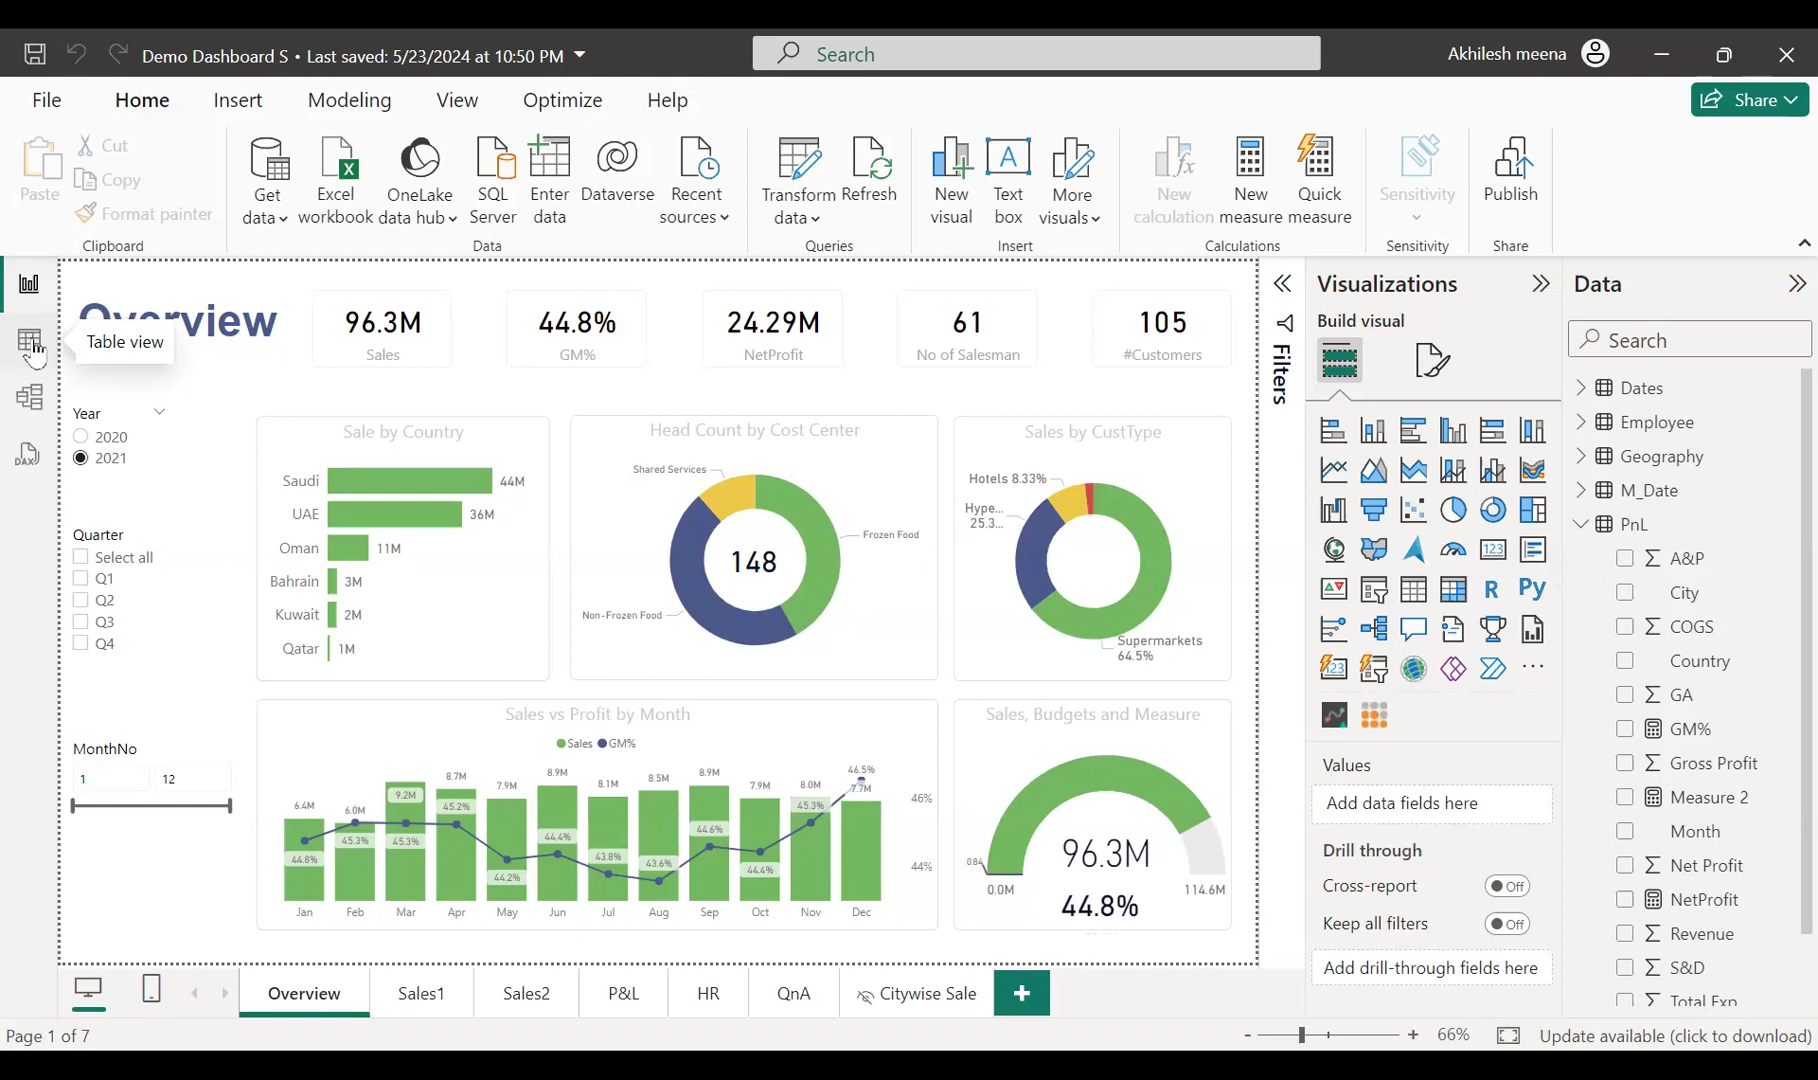 Demo Dashboard S • Last saved: 5/23/2024 at 10:50 PM
Search
Akhilesh meena
File
Home
Insert
Modeling
View
Optimize
Help
Share
Paste
Cut
Copy
Format painter
Clipboard
Get data
Excel workbook
OneLake data hub
SQL Server
Enter data
Dataverse
Recent sources
Data
Transform data
Refresh
Queries
New visual
A
Text box
More visuals
Insert
New calculation
New measure
Quick measure
Calculations
Sensitivity
Sensitivity
Publish
Share
DAX
Table view
Overview
96.3M
Sales
44.8%
GM%
24.29M
NetProfit
61
No of Salesman
105
#Customers
Year
2020
2021
Quarter
Select all
Q1
Q2
Q3
Q4
MonthNo
1
12
Sale by Country
Saudi 44M
UAE 36M
Oman 11M
Bahrain 3M
Kuwait 2M
Qatar 1M
Head Count by Cost Center
Shared Services
Frozen Food
148
Non-Frozen Food
Sales by CustType
Hotels 8.33%
Hype...
25.3...
Supermarkets
64.5%
Sales vs Profit by Month
Sales GM%
6.4M 6.0M 9.2M 8.7M 7.9M 8.9M 8.1M 8.5M 8.9M 7.9M 8.0M 7.7M
44.8% 45.3% 45.3% 45.2% 44.2% 44.4% 43.8% 43.6% 44.6% 44.4% 45.3% 46.5%
46%
44%
Jan Feb Mar Apr May Jun Jul Aug Sep Oct Nov Dec
Sales, Budgets and Measure
0.84
96.3M
0.0M
114.6M
44.8%
Filters
Visualizations
Build visual
123
R
Py
123
Values
Add data fields here
Drill through
Cross-report
Off
Keep all filters
Off
Add drill-through fields here
Data
Search
Dates
Employee
Geography
M_Date
PnL
A&P
City
COGS
Country
GA
GM%
Gross Profit
Measure 2
Month
Net Profit
NetProfit
Revenue
S&D
Total Exp
Overview
Sales1
Sales2
P&L
HR
QnA
Citywise Sale
Page 1 of 7
66%
Update available (click to download)